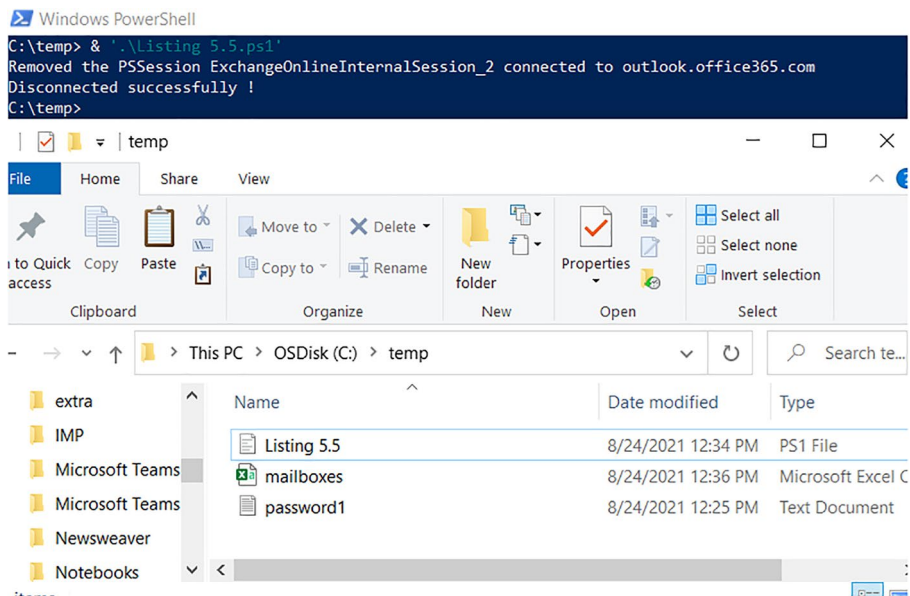 Windows PowerShell
C:\temp> & '.\Listing 5.5.ps1'
Removed the PSSession ExchangeOnlineInternalSession_2 connected to outlook.office365.com
Disconnected successfully !
C:\temp>
temp
File Home Share View
to Quick access
Copy
Paste
Clipboard
Move to
Copy to
Delete
Rename
Organize
New folder
New
Properties
Open
Select all
Select none
Invert selection
Select
This PC > OSDisk (C:) > temp
Search te...
extra
IMP
Microsoft Teams
Microsoft Teams
Newsweaver
Notebooks
Name Date modified Type
Listing 5.5 8/24/2021 12:34 PM PS1 File
mailboxes 8/24/2021 12:36 PM Microsoft Excel C
password1 8/24/2021 12:25 PM Text Document